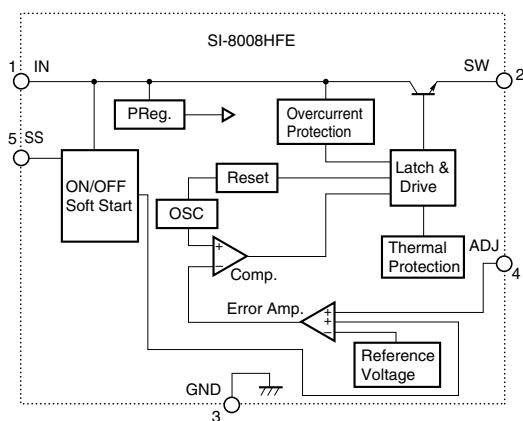 SI-8008HFE
1 IN
SW 2
PReg.
Overcurrent
Protection
5 SS
ON/OFF
Soft Start
Reset
Latch &
Drive
OSC
+
−
Comp.
Thermal
Protection
ADJ
4
Error Amp.
+
+
−
Reference
Voltage
GND
3